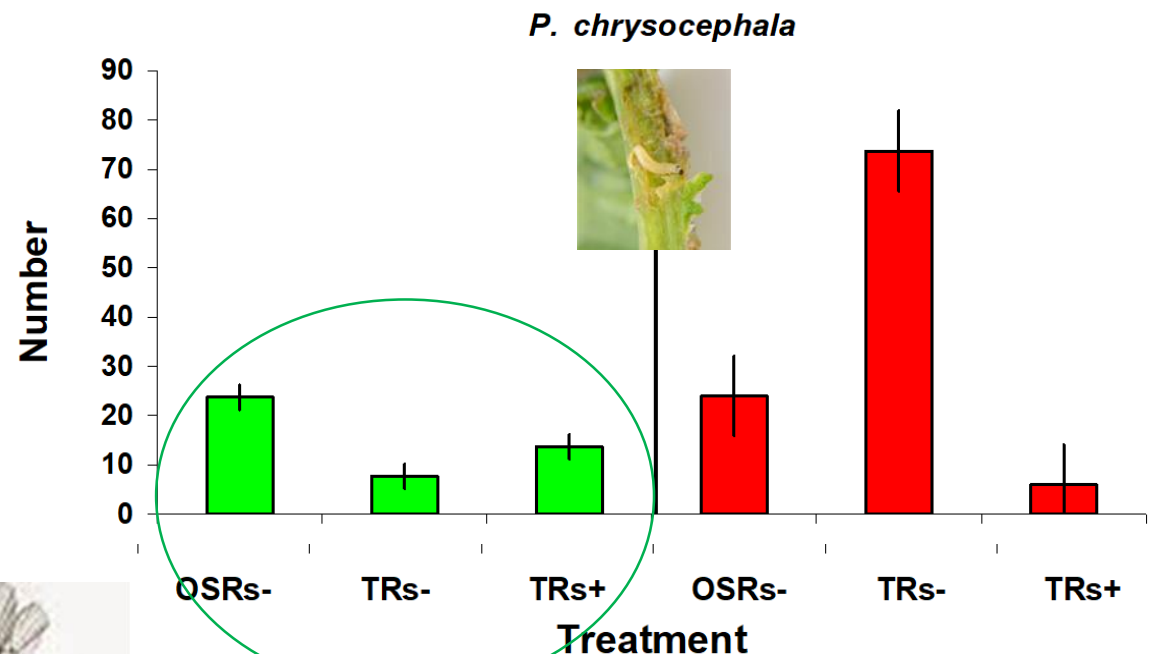 P. chrysocephala
90
80
70
60
50
40
30
20
10
0
Number
OSRs- TRs- TRs+ OSRs- TRs- TRs+
Treatment